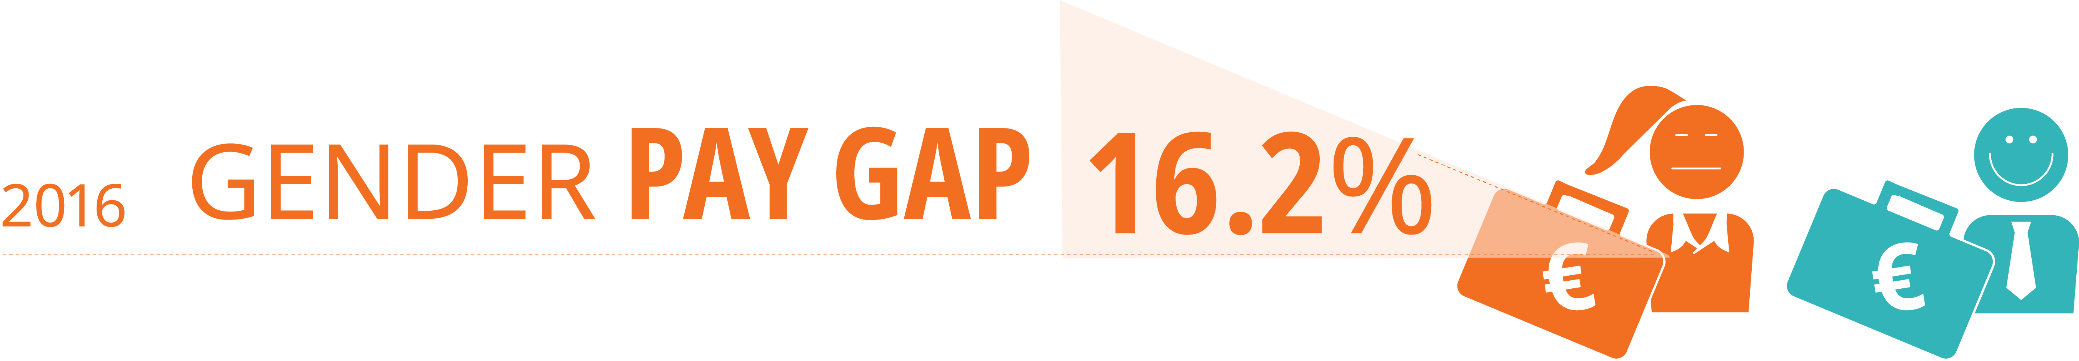 2016 GENDER PAY GAP 16.2%
€ €